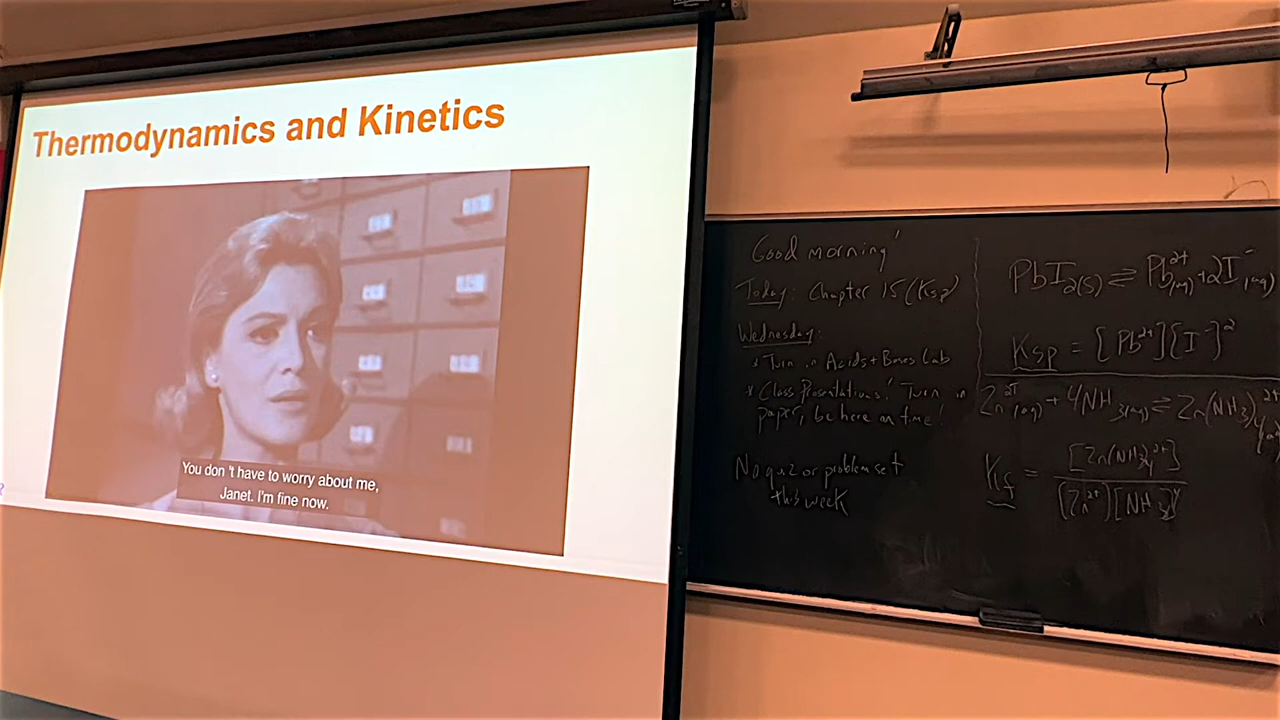 Thermodynamics and Kinetics
You don 't have to worry about me,
Janet. I'm fine now.
Good morning!
Today: Chapter 15 (Ksp)
Wednesday:
* Turn in Acids + Bases Lab
* Class Presentations! Turn in
paper, be here on time!
No quiz or problem set
this week
PbI₂(s) ⇌ Pb²⁺(aq) + 2I⁻(aq)
Ksp = [Pb²⁺][I⁻]²
Zn²⁺(aq) + 4NH₃(aq) ⇌ Zn(NH₃)₄²⁺(aq)
Kf = [Zn(NH₃)₄²⁺]
[Zn²⁺][NH₃]⁴